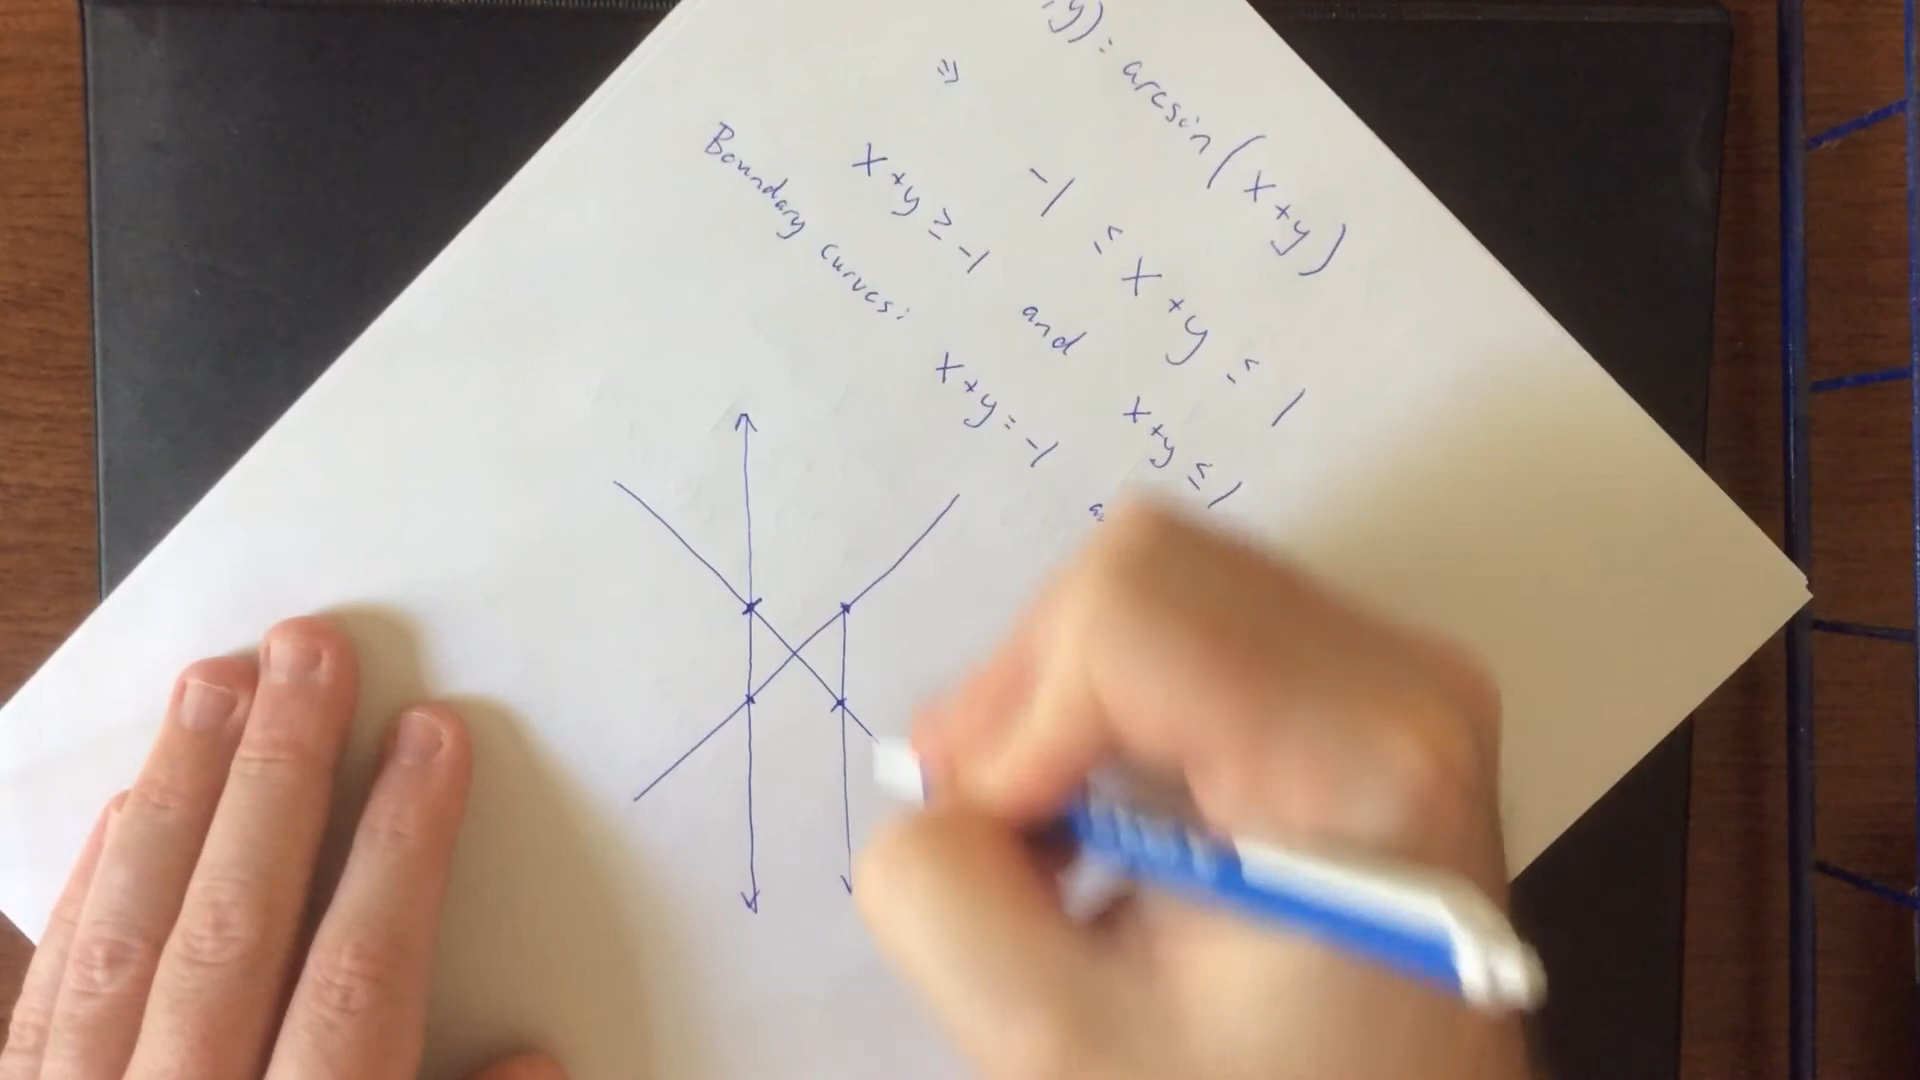 ,y) = arcsin(x+y)
⇒ -1 ≤ x+y ≤ 1
x+y ≥ -1 and x+y ≤ 1
Boundary curves: x+y = -1